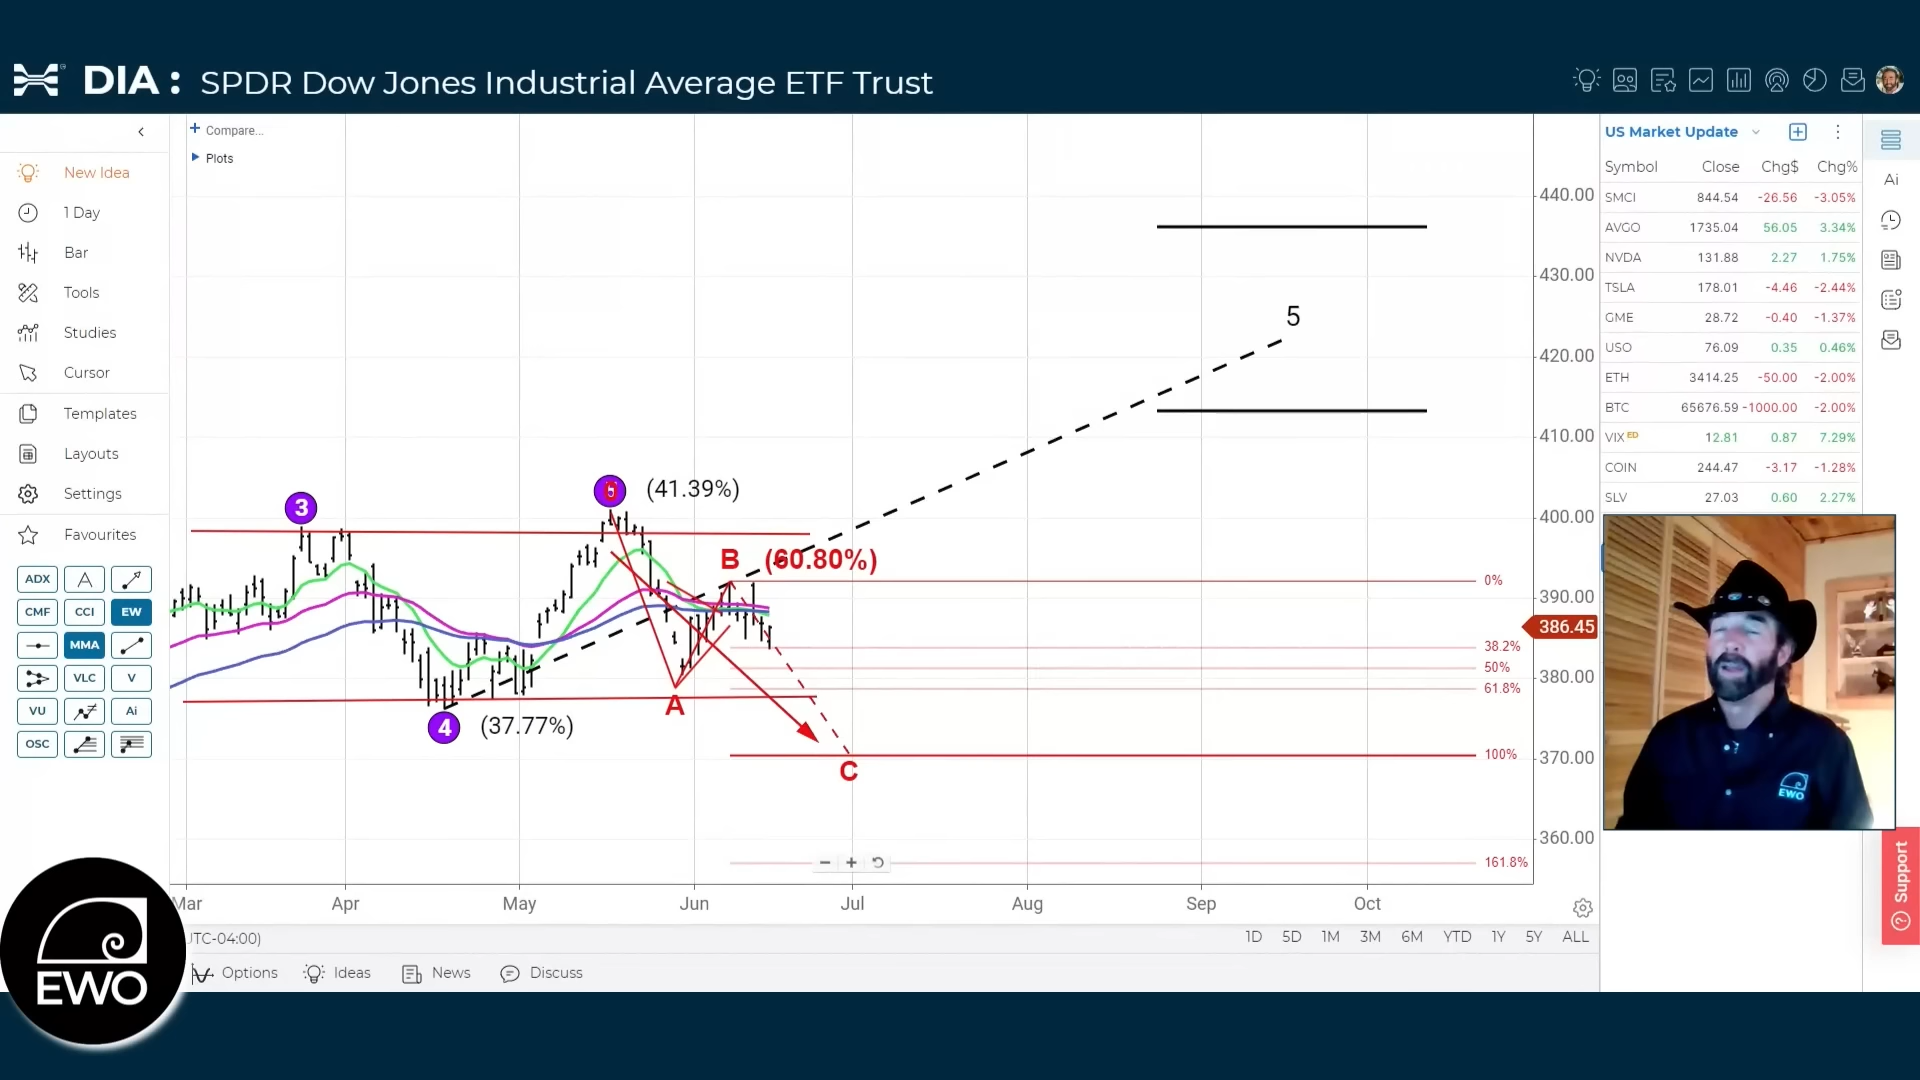 DIA : SPDR Dow Jones Industrial Average ETF Trust
New Idea
1 Day
Bar
Tools
Studies
Cursor
Templates
Layouts
Settings
Favourites
ADX
CMF CCI EW
MMA
VLC V
VU Ai
OSC
EWO
+ Compare...
Plots
3
(41.39%)
B (60.80%)
A
4 (37.77%)
C
5
0%
38.2%
50%
61.8%
100%
161.8%
440.00
430.00
420.00
410.00
400.00
390.00
386.45
380.00
370.00
360.00
Mar Apr May Jun Jul Aug Sep Oct
UTC-04:00)
1D 5D 1M 3M 6M YTD 1Y 5Y ALL
Options Ideas News Discuss
US Market Update
Symbol Close Chg$ Chg%
SMCI 844.54 -26.56 -3.05%
AVGO 1735.04 56.05 3.34%
NVDA 131.88 2.27 1.75%
TSLA 178.01 -4.46 -2.44%
GME 28.72 -0.40 -1.37%
USO 76.09 0.35 0.46%
ETH 3414.25 -50.00 -2.00%
BTC 65676.59 -1000.00 -2.00%
VIX ED 12.81 0.87 7.29%
COIN 244.47 -3.17 -1.28%
SLV 27.03 0.60 2.27%
Ai
EWO
Support